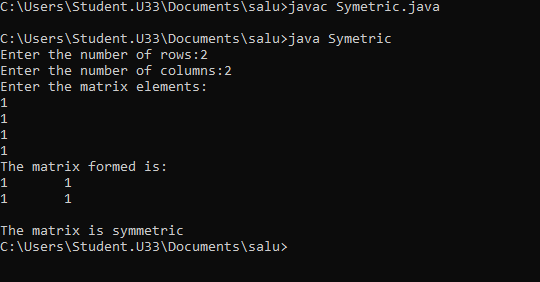 C:\Users\Student.U33\Documents\salu>javac Symetric.java
C:\Users\Student.U33\Documents\salu>java Symetric
Enter the number of rows:2
Enter the number of columns:2
Enter the matrix elements:
1
1
1
1
The matrix formed is:
1 1
1 1
The matrix is symmetric
C:\Users\Student.U33\Documents\salu>